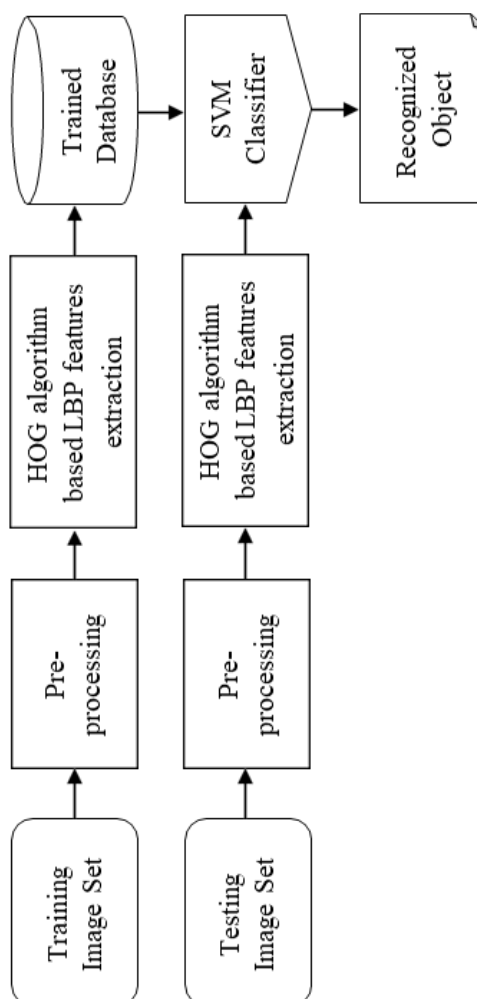 Training
Image Set
Pre-
processing
HOG algorithm
based LBP features
extraction
Trained
Database
Testing
Image Set
Pre-
processing
HOG algorithm
based LBP features
extraction
SVM
Classifier
Recognized
Object